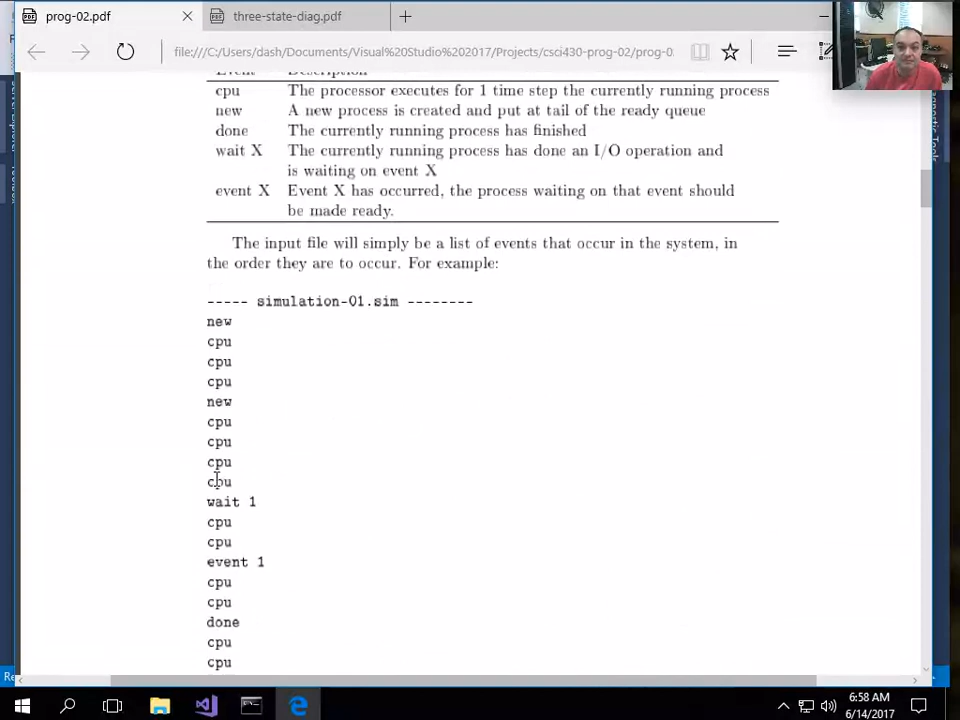 prog-02.pdf
three-state-diag.pdf
file:///C:/Users/dash/Documents/Visual%20Studio%202017/Projects/csci430-prog-02/prog-0
Event Description
cpu The processor executes for 1 time step the currently running process
new A new process is created and put at tail of the ready queue
done The currently running process has finished
wait X The currently running process has done an I/O operation and
is waiting on event X
event X Event X has occurred, the process waiting on that event should
be made ready.
The input file will simply be a list of events that occur in the system, in
the order they are to occur. For example:
----- simulation-01.sim --------
new
cpu
cpu
cpu
new
cpu
cpu
cpu
cpu
wait 1
cpu
cpu
event 1
cpu
cpu
done
cpu
cpu
6:58 AM
6/14/2017